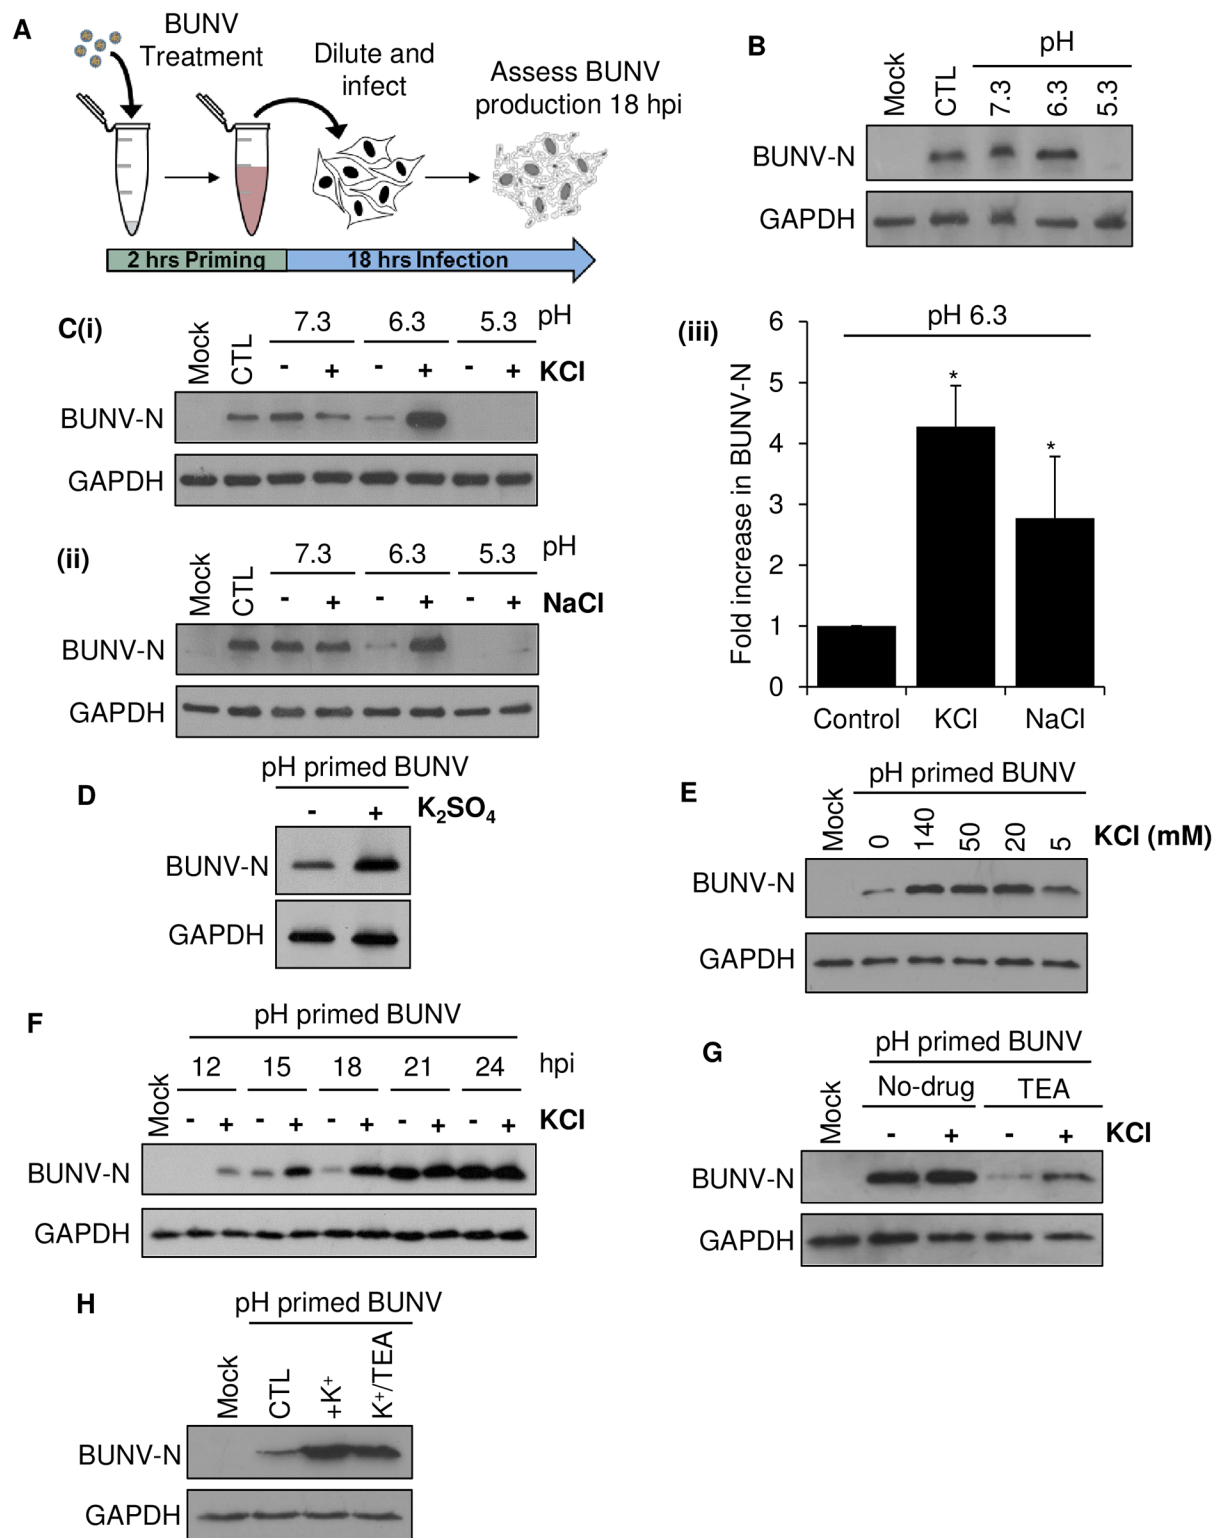 A
BUNV
Treatment
Dilute and
infect
Assess BUNV
production 18 hpi
2 hrs Priming
18 hrs Infection
B
pH
Mock
CTL
7.3
6.3
5.3
BUNV-N
GAPDH
C(i)
7.3 6.3 5.3 pH
Mock
CTL
- + - + - + KCl
BUNV-N
GAPDH
(ii)
7.3 6.3 5.3 pH
Mock
CTL
- + - + - + NaCl
BUNV-N
GAPDH
(iii)
pH 6.3
Fold increase in BUNV-N
6
5
4
3
2
1
0
*
*
Control KCl NaCl
D
pH primed BUNV
- + K₂SO₄
BUNV-N
GAPDH
E
pH primed BUNV
Mock
0
140
50
20
5
KCl (mM)
BUNV-N
GAPDH
F
pH primed BUNV
12 15 18 21 24 hpi
Mock
- + - + - + - + - + KCl
BUNV-N
GAPDH
G
pH primed BUNV
No-drug TEA
Mock
- + - + KCl
BUNV-N
GAPDH
H
pH primed BUNV
Mock
CTL
+K⁺
K⁺/TEA
BUNV-N
GAPDH